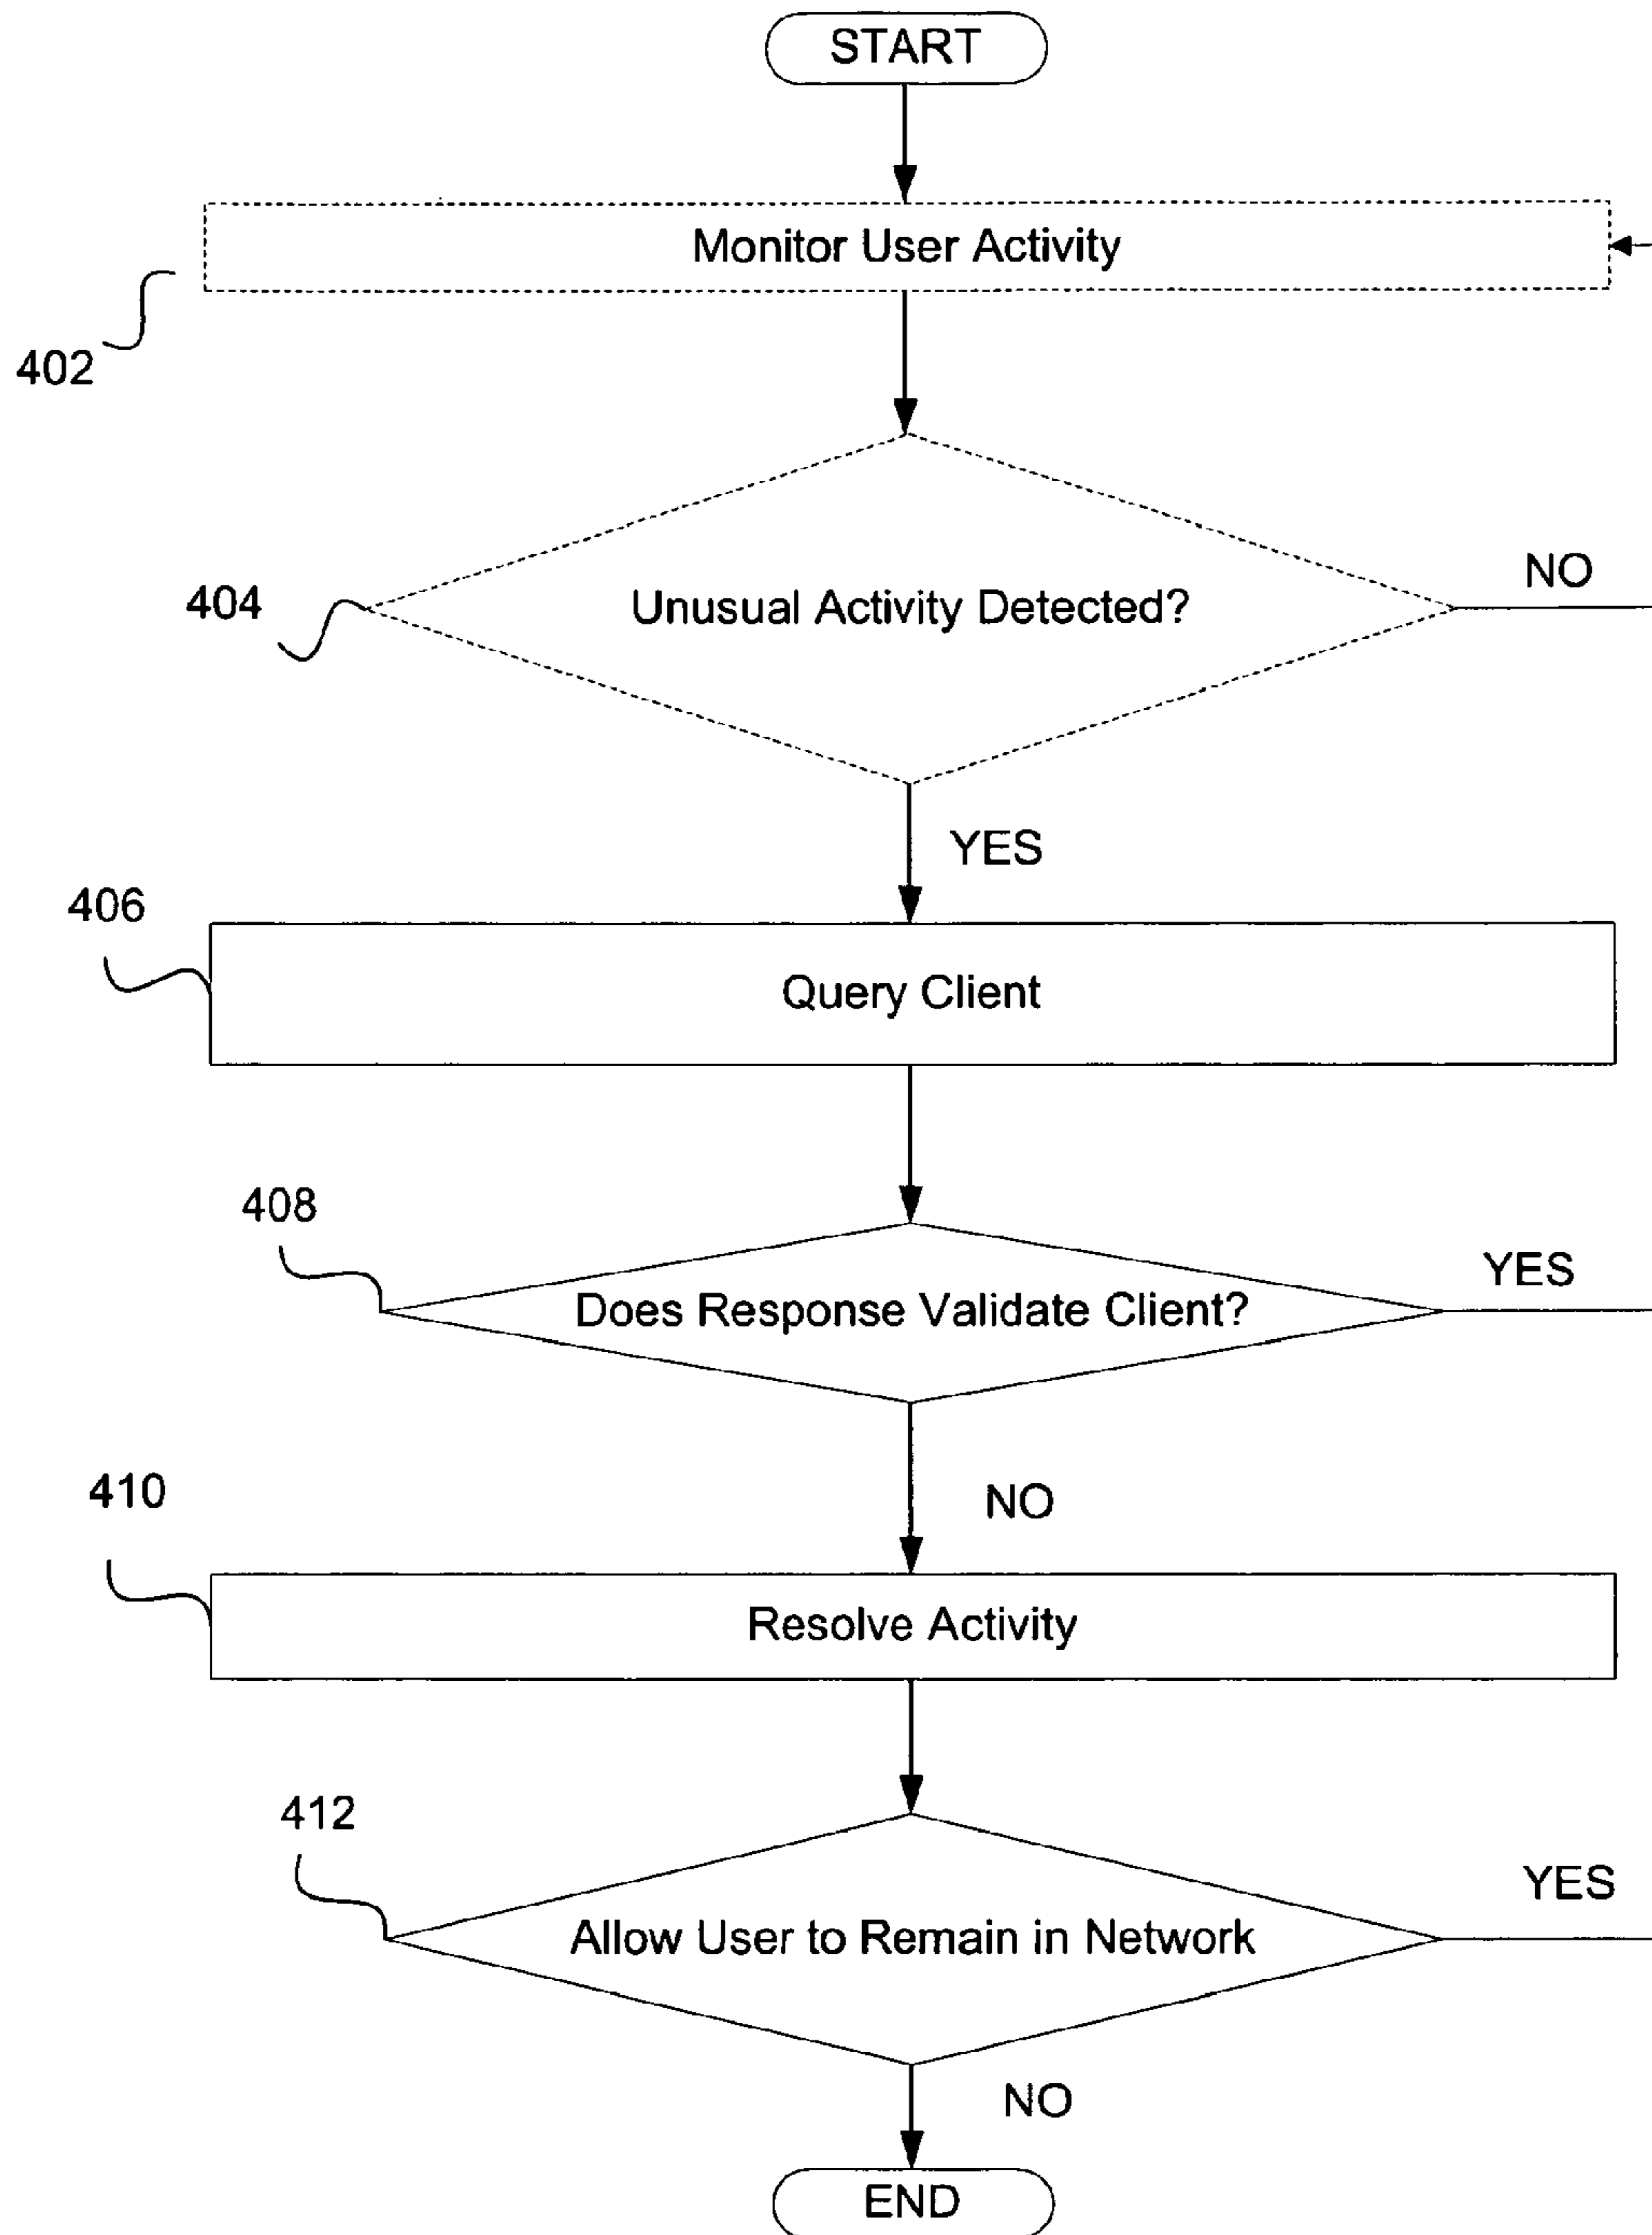 START
Monitor User Activity
402
Unusual Activity Detected?
NO
404
YES
406
Query Client
408
Does Response Validate Client?
YES
NO
410
Resolve Activity
412
Allow User to Remain in Network
YES
NO
END